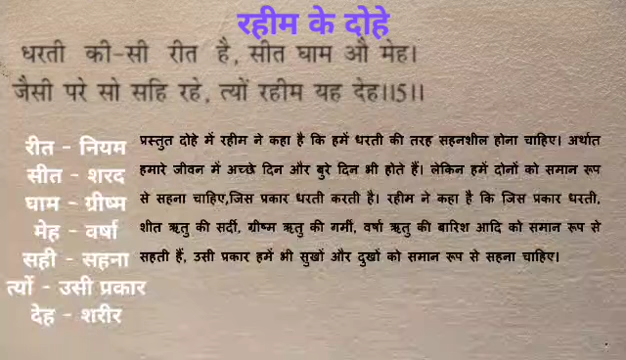 रहीम के दोहे
धरती की-सी रीत है, सीत घाम औ मेह।
जैसी परे सो सहि रहे, त्यों रहीम यह देह।।5।।
रीत - नियम
सीत - शरद
घाम - ग्रीष्म
मेह - वर्षा
सही - सहना
त्यों - उसी प्रकार
देह - शरीर
प्रस्तुत दोहे में रहीम ने कहा है कि हमें धरती की तरह सहनशील होना चाहिए। अर्थात
हमारे जीवन में अच्छे दिन और बुरे दिन भी होते हैं। लेकिन हमें दोनों को समान रूप
से सहना चाहिए,जिस प्रकार धरती करती है। रहीम ने कहा है कि जिस प्रकार धरती,
शीत ऋतु की सर्दी, ग्रीष्म ऋतु की गर्मी, वर्षा ऋतु की बारिश आदि को समान रूप से
सहती हैं, उसी प्रकार हमें भी सुखों और दुखों को समान रूप से सहना चाहिए।